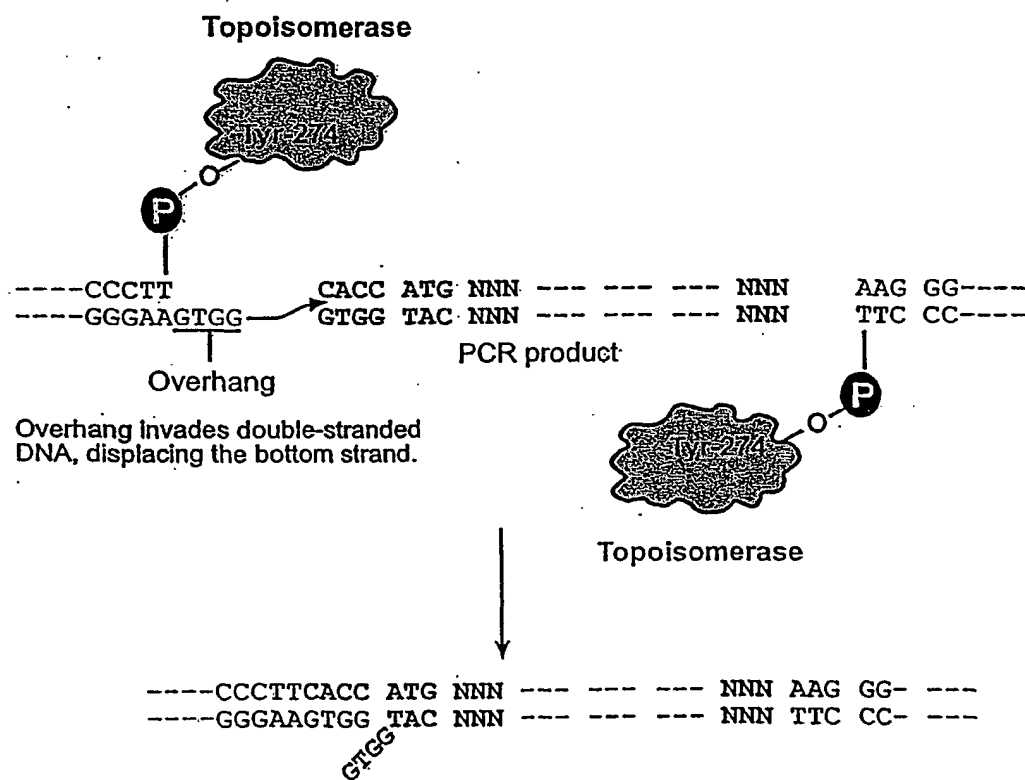 Topoisomerase
Tyr-274
O
P
----CCCTT CACC ATG NNN --- --- --- NNN AAG GG----
----GGGAAGTGG GTGG TAC NNN --- --- --- NNN TTC CC----
PCR product
Overhang
P
O
Overhang invades double-stranded
DNA, displacing the bottom strand.
Tyr-274
Topoisomerase
----CCCTTCACC ATG NNN --- --- --- NNN AAG GG- ---
----GGGAAGTGG TAC NNN --- --- --- NNN TTC CC- ---
GTGG